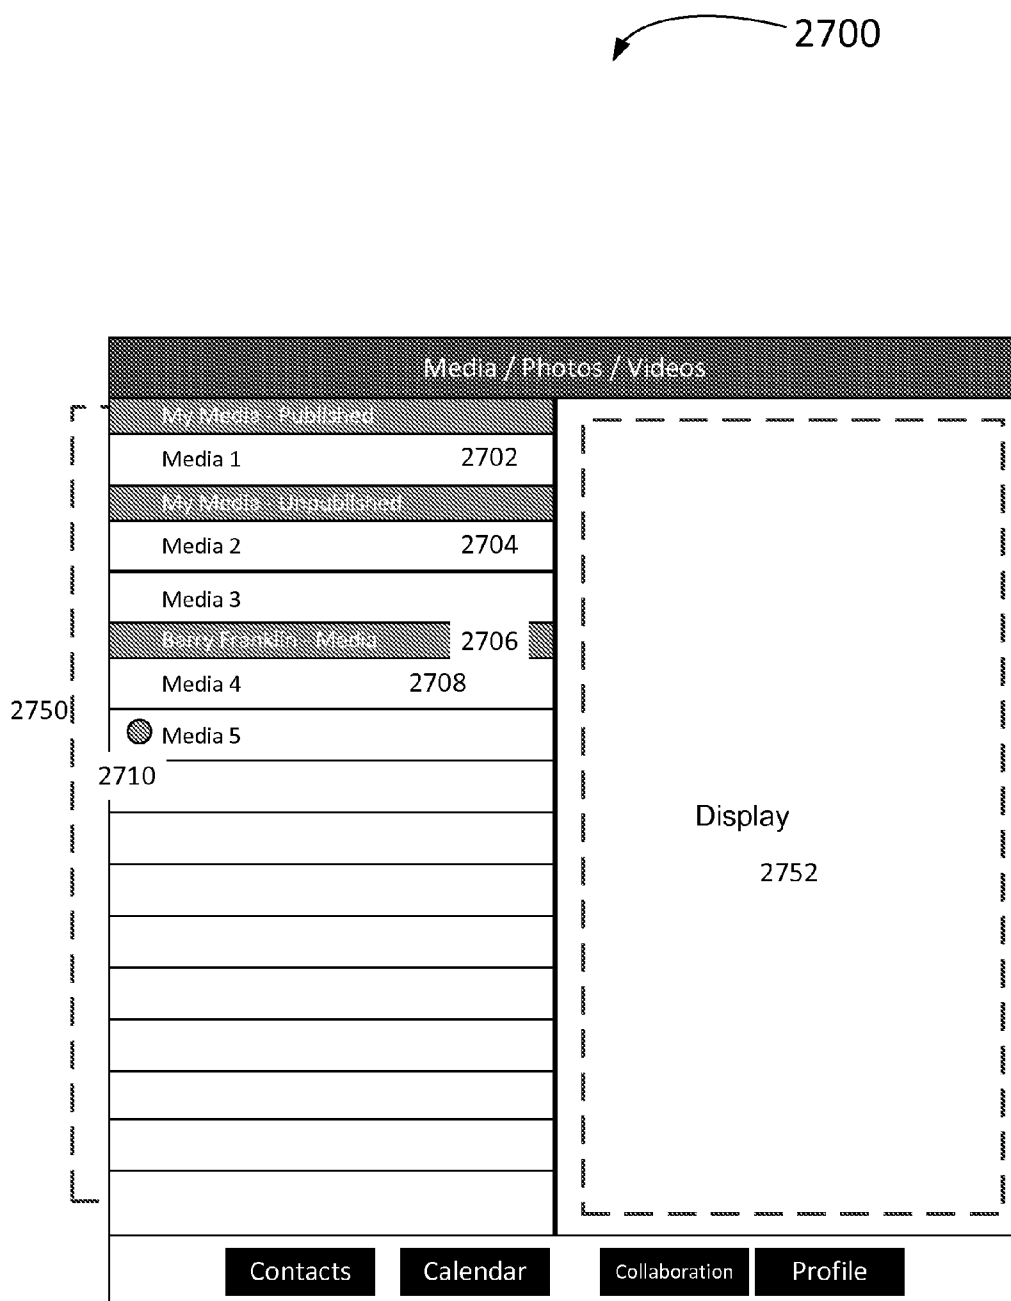 2700
Media / Photos / Videos
My Media - Published
Media 1 2702
My Media - Unpublished
Media 2 2704
Media 3
Barry Franklin - Media 2706
Media 4 2708
2750
Media 5
2710
Display
2752
Contacts Calendar Collaboration Profile